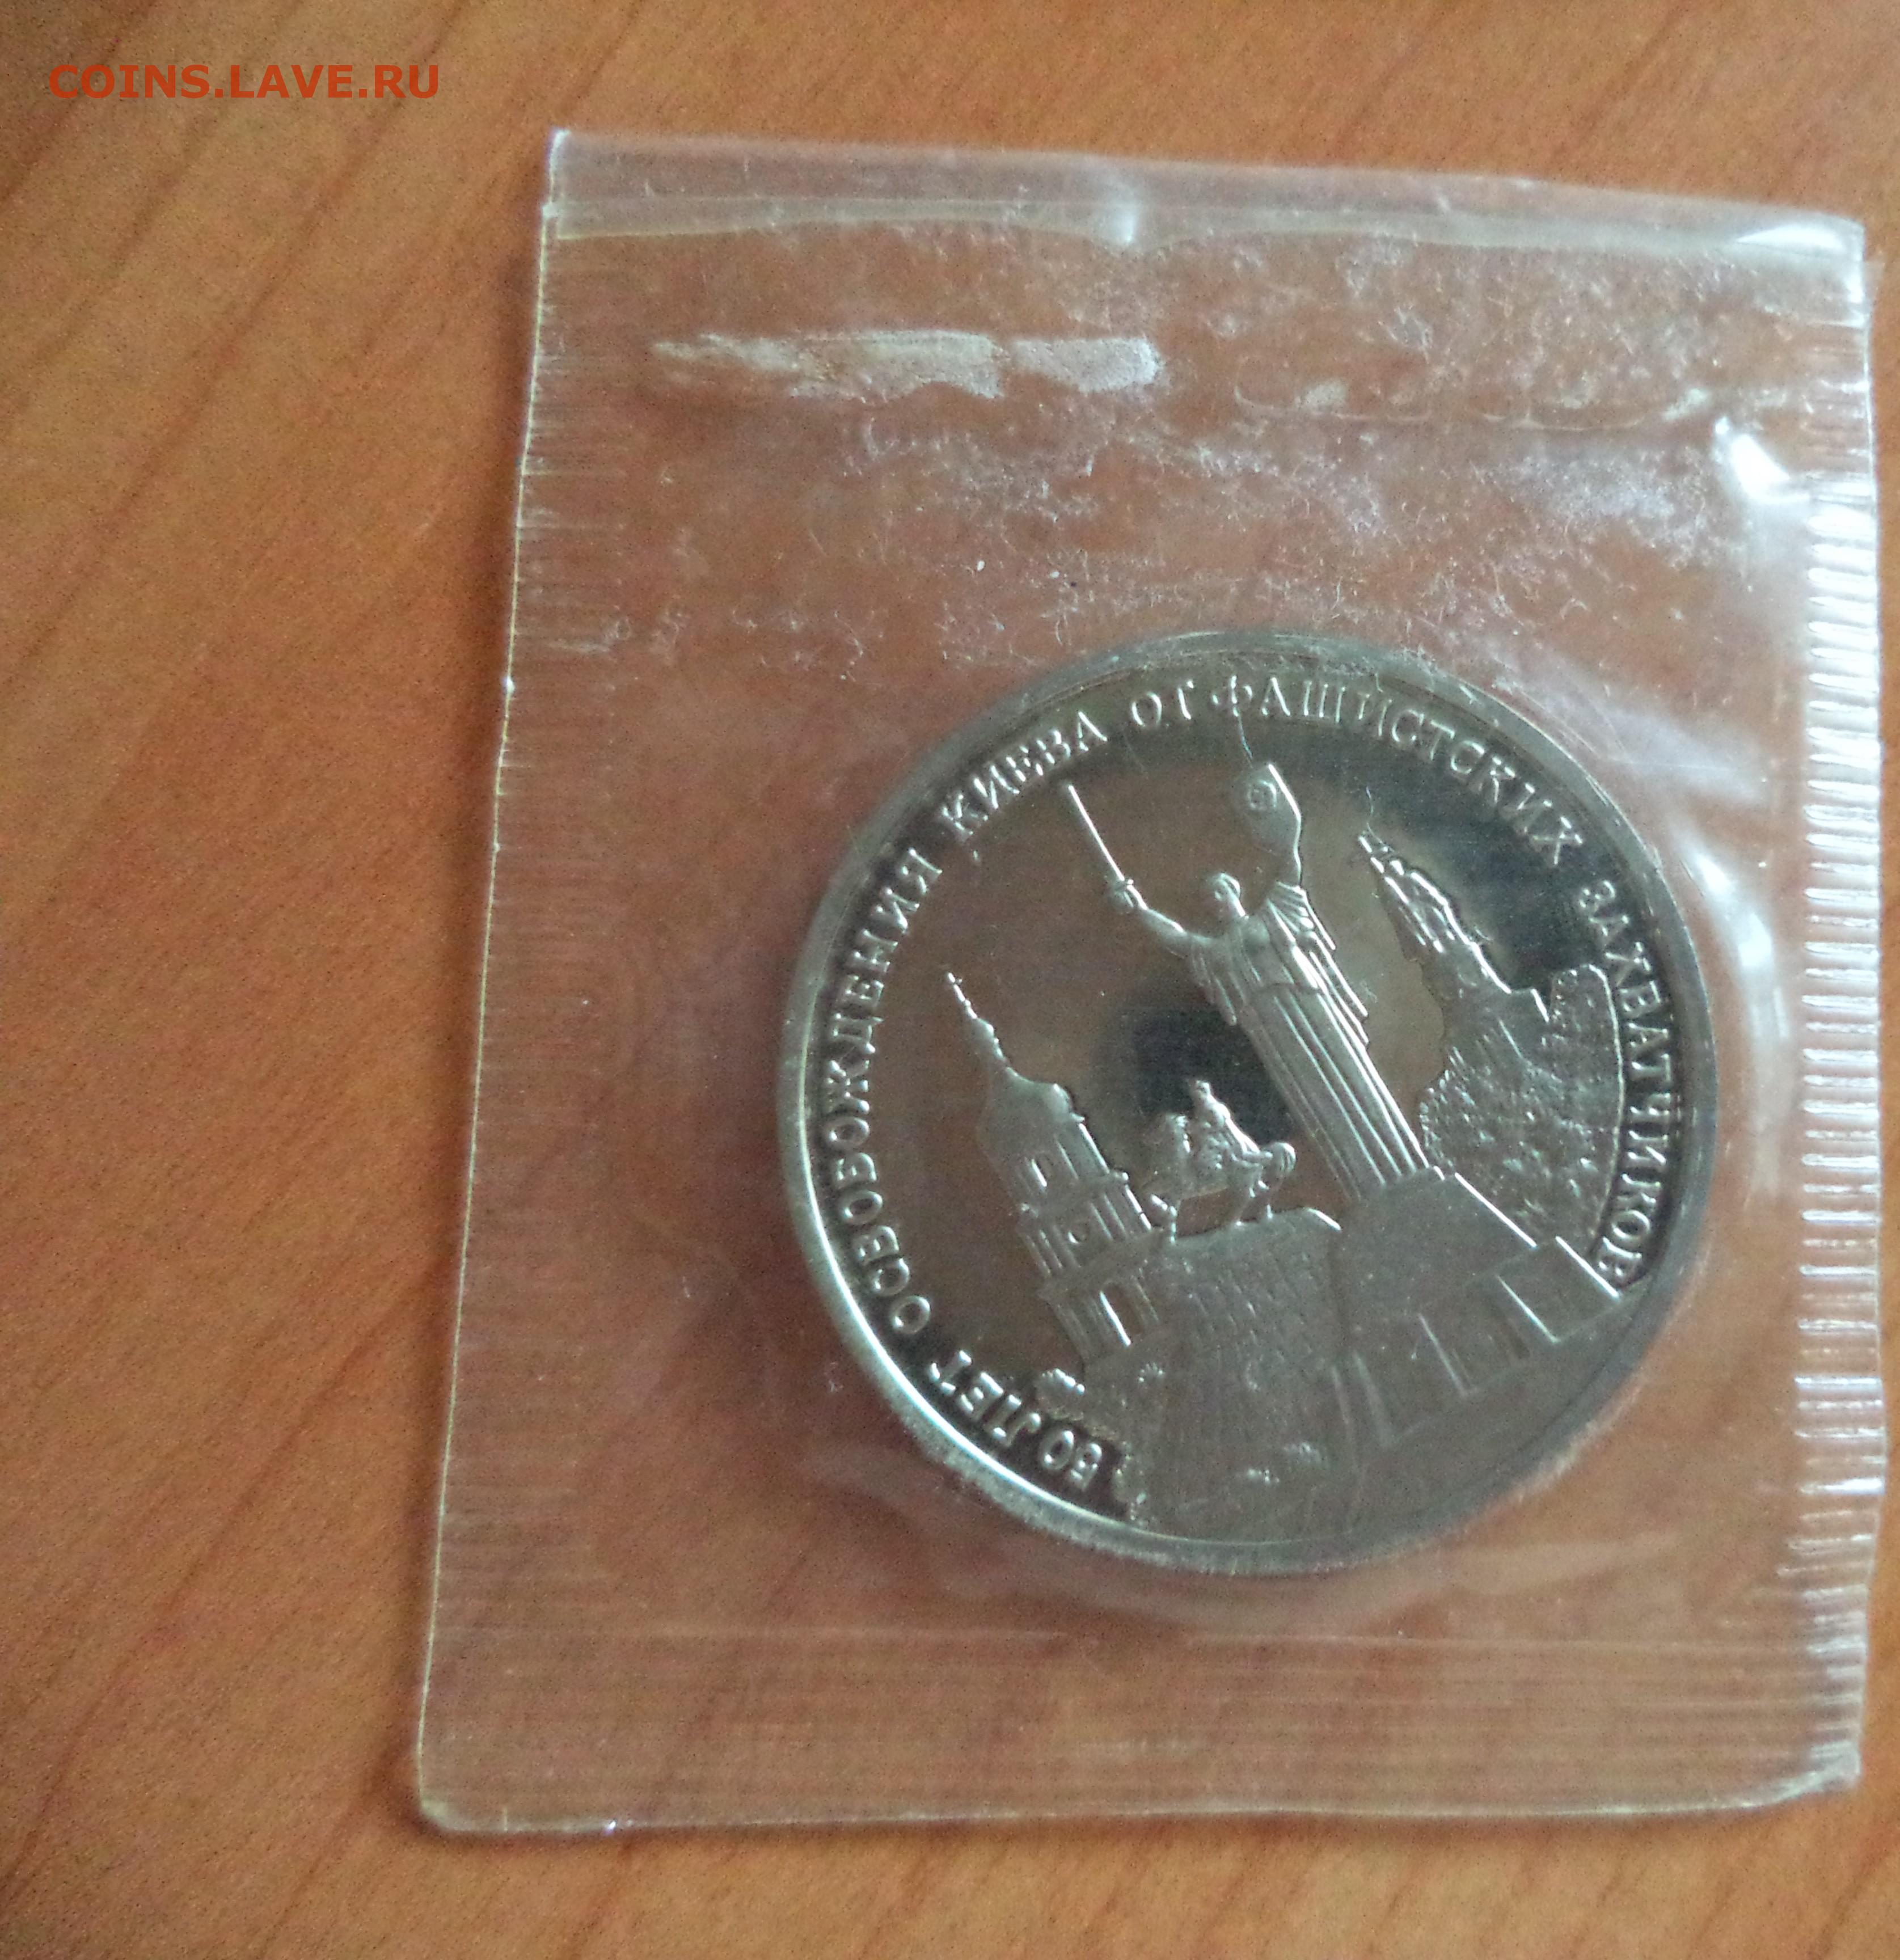 COINS.LAVE.RU
50 ЛЕТ ОСВОБОЖДЕНИЯ КИЕВА ОТ ФАШИСТСКИХ ЗАХВАТЧИКОВ